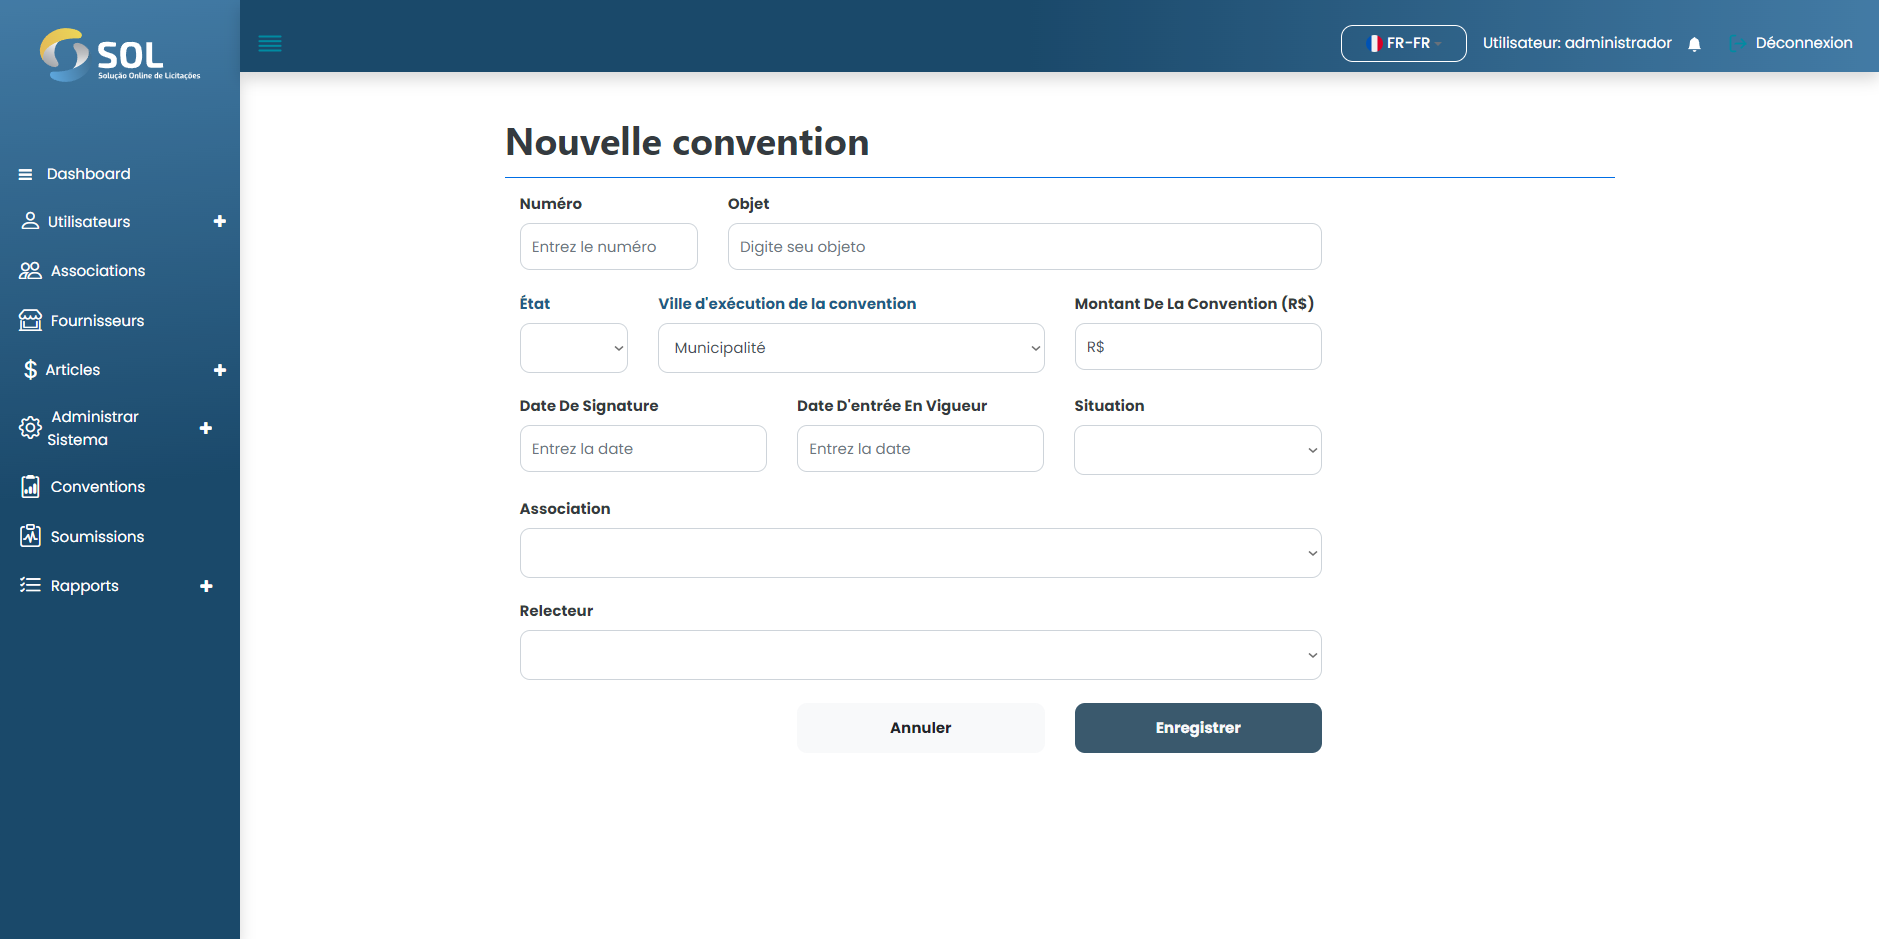 SOL
Solução Online de Licitações
FR-FR
Utilisateur: administrador
Déconnexion
Dashboard
Utilisateurs
Associations
Fournisseurs
Articles
Administrar
Sistema
Conventions
Soumissions
Rapports
Nouvelle convention
Numéro
Objet
Entrez le numéro
Digite seu objeto
État
Ville d'exécution de la convention
Montant De La Convention (R$)
Municipalité
R$
Date De Signature
Date D'entrée En Vigueur
Situation
Entrez la date
Entrez la date
Association
Relecteur
Annuler
Enregistrer